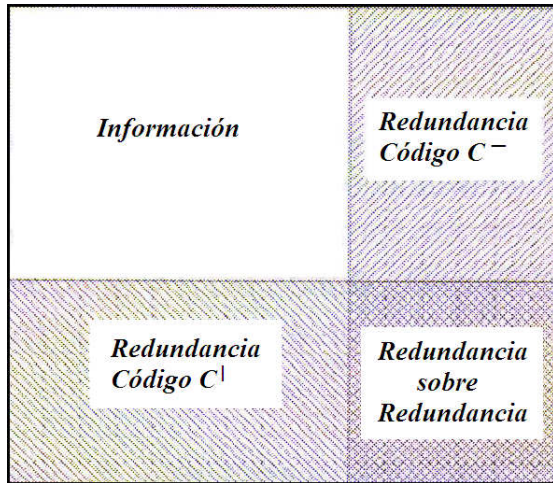 Información
Redundancia
Código C –
Redundancia
Código C |
Redundancia
sobre
Redundancia